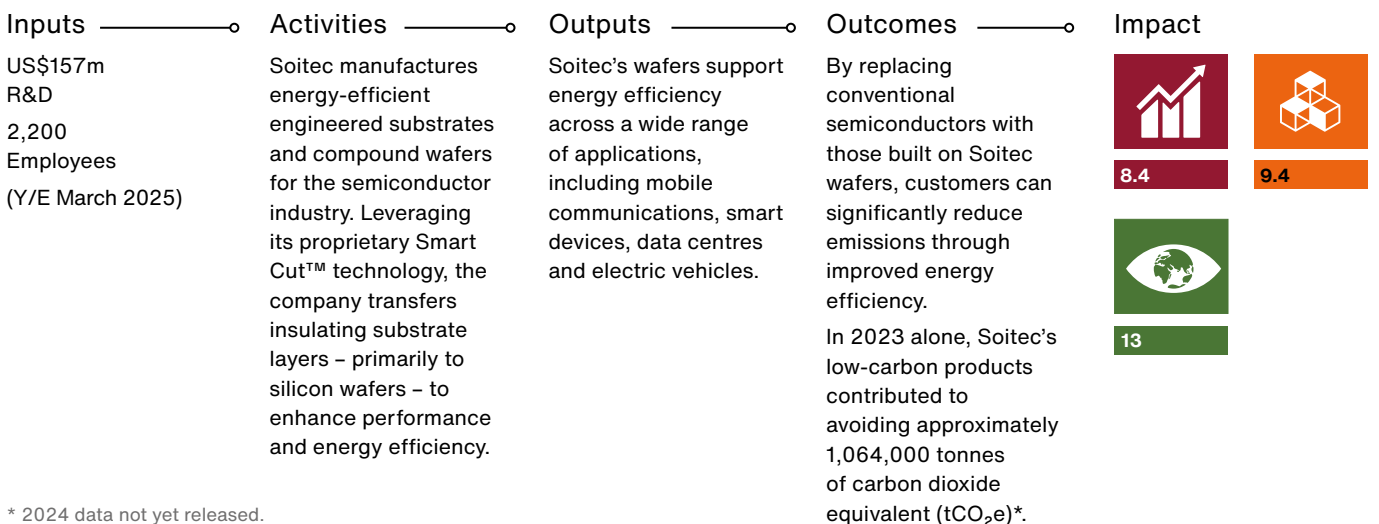 Inputs
US$157m
R&D
2,200
Employees
(Y/E March 2025)
Activities
Soitec manufactures
energy-efficient
engineered substrates
and compound wafers
for the semiconductor
industry. Leveraging
its proprietary Smart
Cut™ technology, the
company transfers
insulating substrate
layers – primarily to
silicon wafers – to
enhance performance
and energy efficiency.
Outputs
Soitec’s wafers support
energy efficiency
across a wide range
of applications,
including mobile
communications, smart
devices, data centres
and electric vehicles.
Outcomes
By replacing
conventional
semiconductors with
those built on Soitec
wafers, customers can
significantly reduce
emissions through
improved energy
efficiency.
In 2023 alone, Soitec’s
low-carbon products
contributed to
avoiding approximately
1,064,000 tonnes
of carbon dioxide
equivalent (tCO₂e)*.
Impact
8.4
9.4
13
* 2024 data not yet released.